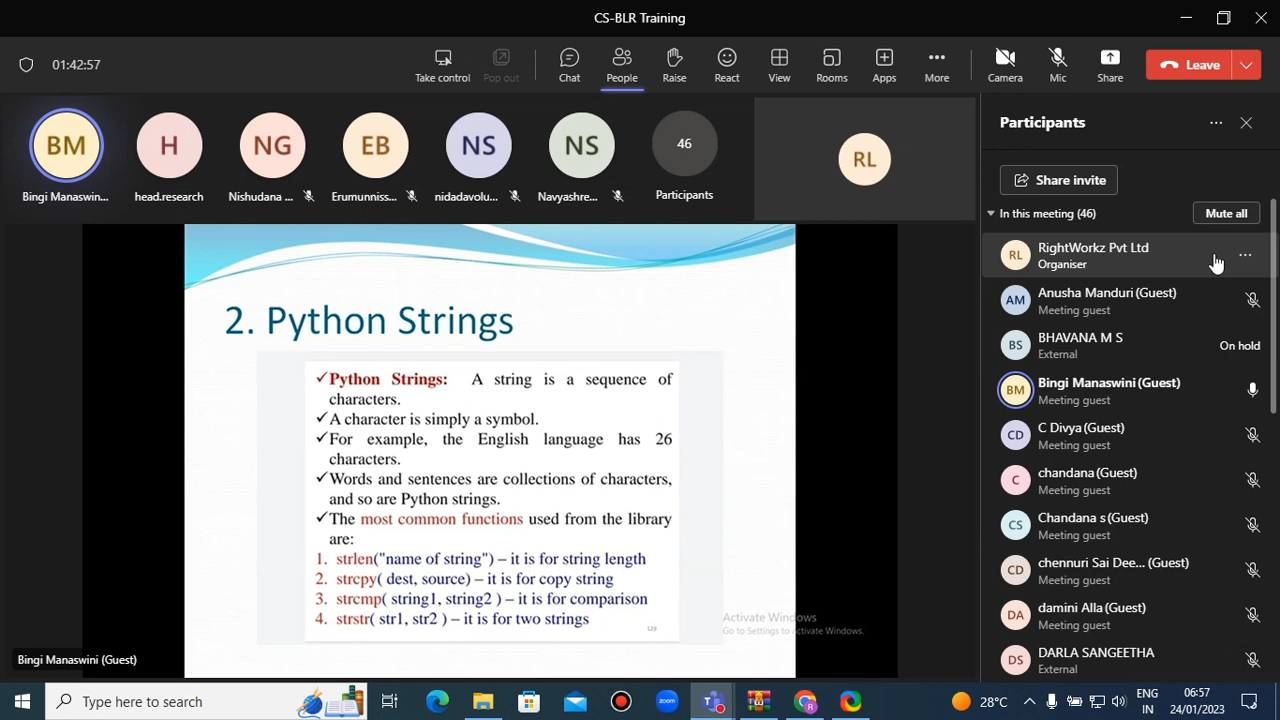 CS-BLR Training
01:42:57
Take control
Pop out
Chat
People
Raise
React
View
Rooms
Apps
More
Camera
Mic
Share
Leave
BM
H
NG
EB
NS
NS
46
RL
Bingi Manaswin...
head.research
Nishudana ...
Erumunniss...
nidadavolu...
Navyashre...
Participants
2. Python Strings
✓Python Strings: A string is a sequence of
characters.
✓A character is simply a symbol.
✓For example, the English language has 26
characters.
✓Words and sentences are collections of characters,
and so are Python strings.
✓The most common functions used from the library
are:
1. strlen("name of string") – it is for string length
2. strcpy( dest, source) – it is for copy string
3. strcmp( string1, string2 ) – it is for comparison
4. strstr( str1, str2 ) – it is for two strings
129
Activate Windows
Go to Settings to activate Windows.
Bingi Manaswini (Guest)
Participants
Share invite
In this meeting (46)
Mute all
RL
RightWorkz Pvt Ltd
Organiser
AM
Anusha Manduri (Guest)
Meeting guest
BS
BHAVANA M S
External
On hold
BM
Bingi Manaswini (Guest)
Meeting guest
CD
C Divya (Guest)
Meeting guest
C
chandana (Guest)
Meeting guest
CS
Chandana s (Guest)
Meeting guest
CD
chennuri Sai Dee... (Guest)
Meeting guest
DA
damini Alla (Guest)
Meeting guest
DS
DARLA SANGEETHA
External
Type here to search
zoom
28°C
ENG
IN
06:57
24/01/2023